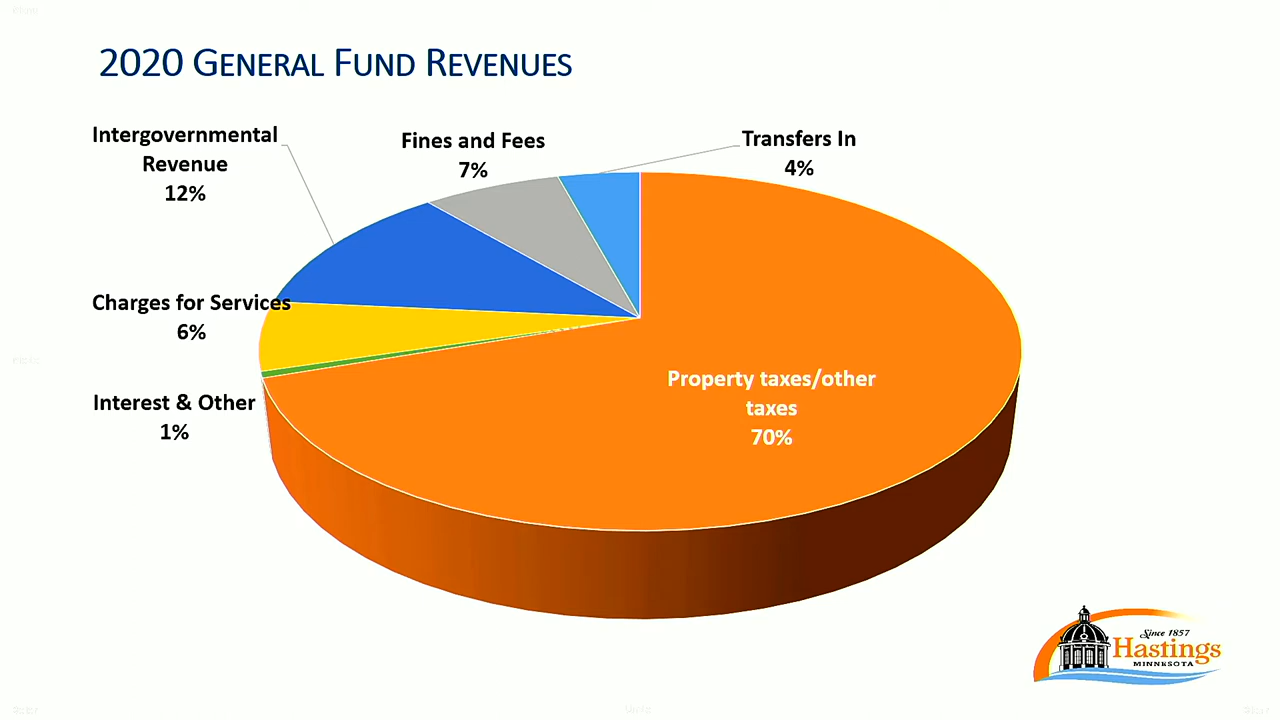 2020 GENERAL FUND REVENUES
Intergovernmental
Revenue
12%
Fines and Fees
7%
Transfers In
4%
Charges for Services
6%
Interest & Other
1%
Property taxes/other
taxes
70%
Since 1857
Hastings
MINNESOTA